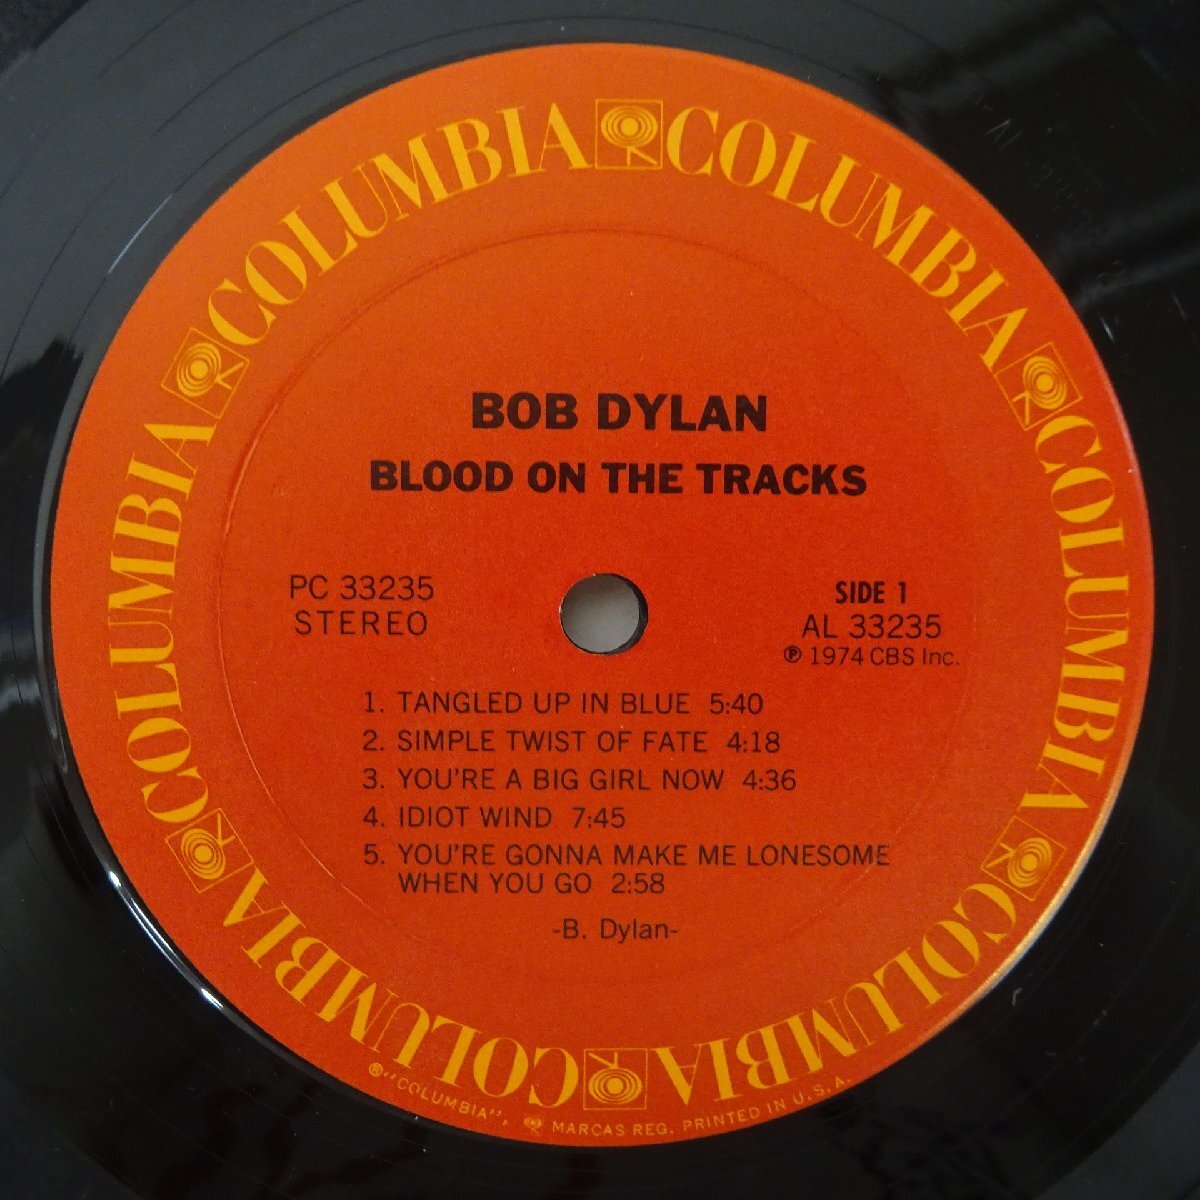 COLUMBIA COLUMBIA COLUMBIA COLUMBIA COLUMBIA COLUMBIA
BOB DYLAN
BLOOD ON THE TRACKS
PC 33235
STEREO
SIDE 1
AL 33235
℗ 1974 CBS Inc.
1. TANGLED UP IN BLUE 5:40
2. SIMPLE TWIST OF FATE 4:18
3. YOU'RE A BIG GIRL NOW 4:36
4. IDIOT WIND 7:45
5. YOU'RE GONNA MAKE ME LONESOME
WHEN YOU GO 2:58
-B. Dylan-
®"COLUMBIA", MARCAS REG. PRINTED IN U.S.A.